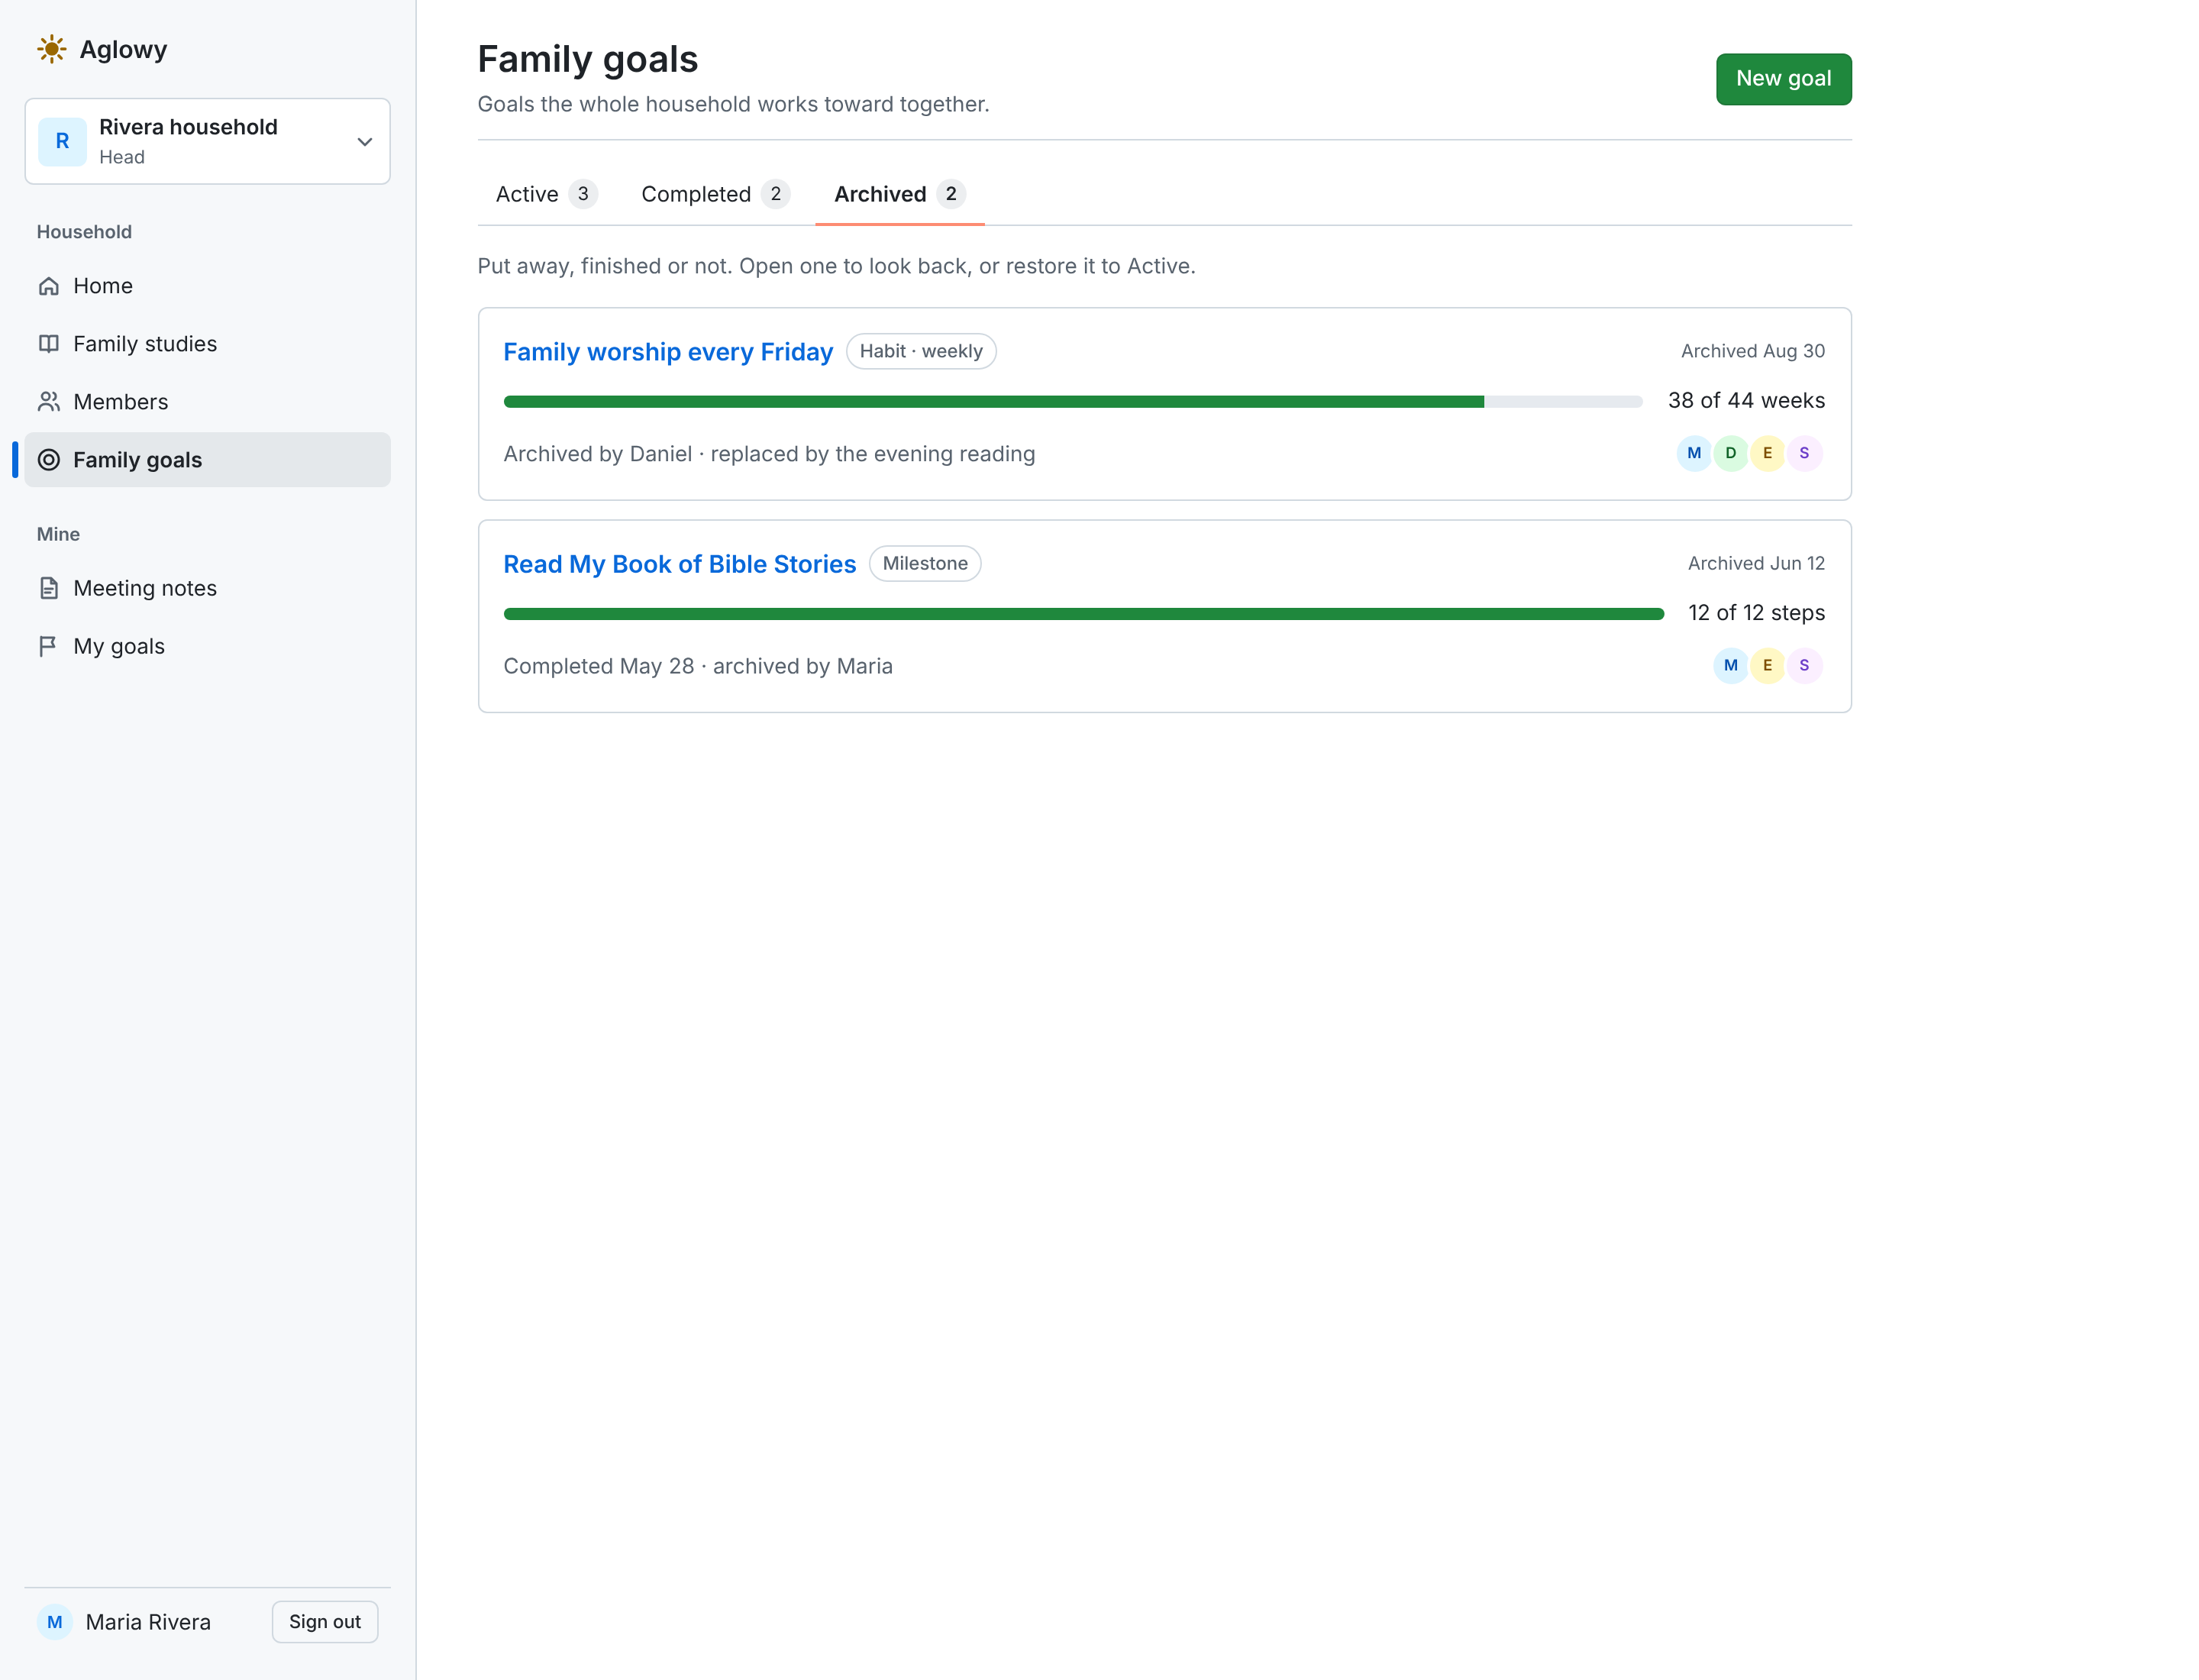 Aglowy
R
Rivera household
Head
Household
Home
Family studies
Members
Family goals
Mine
Meeting notes
My goals
M
Maria Rivera
Sign out
Family goals
Goals the whole household works toward together.
New goal
Active 3
Completed 2
Archived 2
Put away, finished or not. Open one to look back, or restore it to Active.
Family worship every Friday
Habit · weekly
Archived Aug 30
38 of 44 weeks
Archived by Daniel · replaced by the evening reading
M D E S
Read My Book of Bible Stories
Milestone
Archived Jun 12
12 of 12 steps
Completed May 28 · archived by Maria
M E S